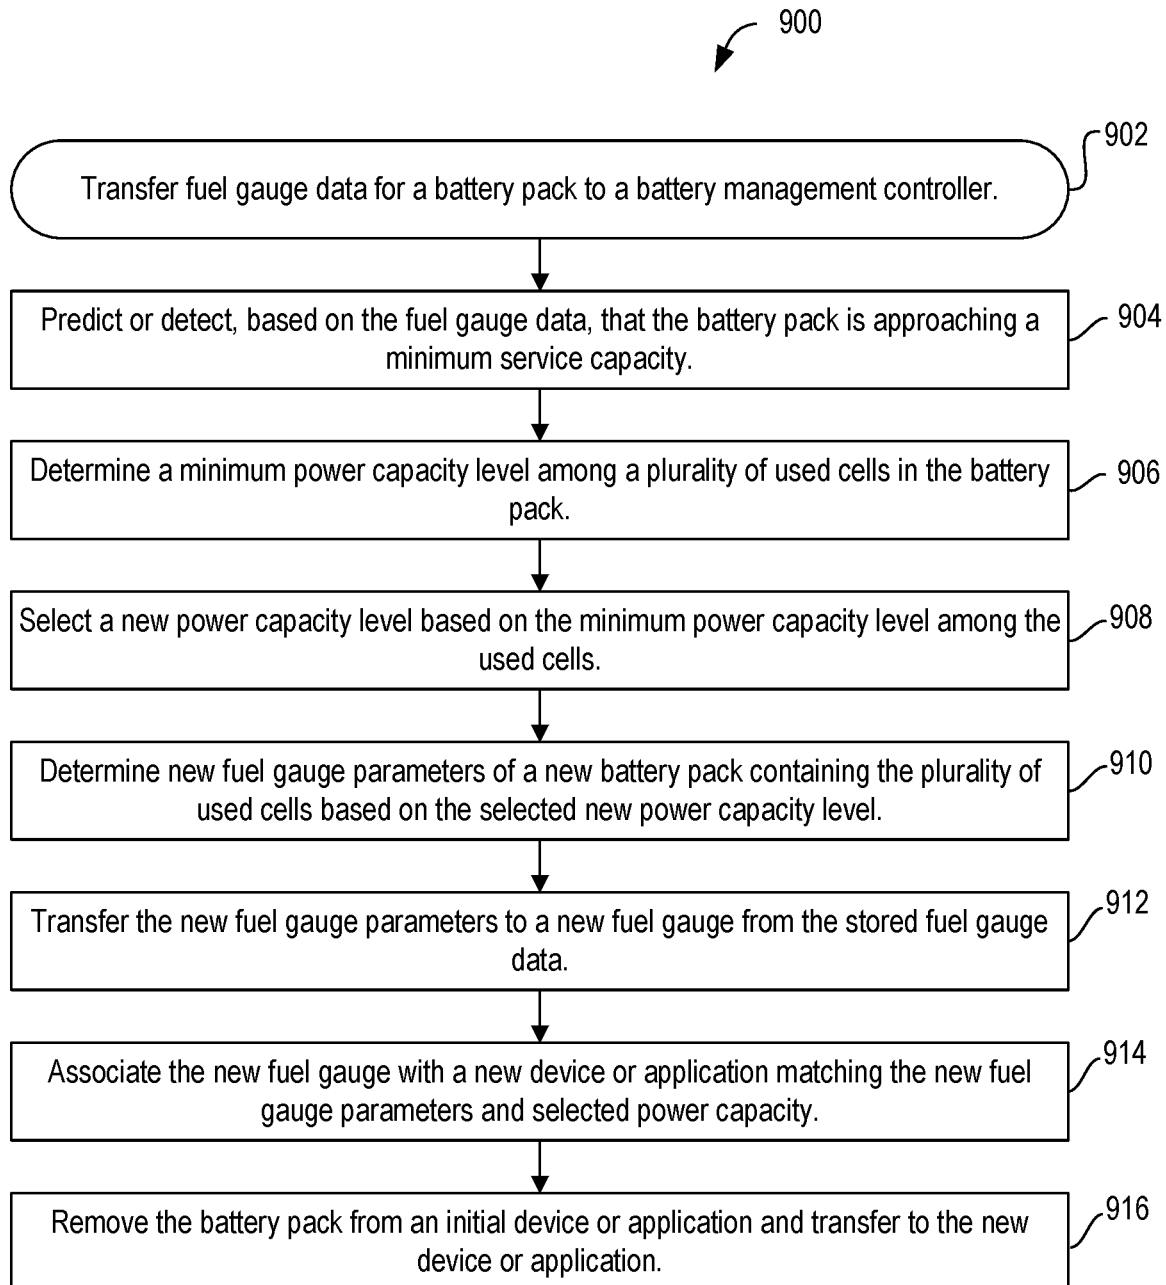 900
902
Transfer fuel gauge data for a battery pack to a battery management controller.
Predict or detect, based on the fuel gauge data, that the battery pack is approaching a
minimum service capacity.
904
Determine a minimum power capacity level among a plurality of used cells in the battery
pack.
906
Select a new power capacity level based on the minimum power capacity level among the
used cells.
908
Determine new fuel gauge parameters of a new battery pack containing the plurality of
used cells based on the selected new power capacity level.
910
Transfer the new fuel gauge parameters to a new fuel gauge from the stored fuel gauge
data.
912
Associate the new fuel gauge with a new device or application matching the new fuel
gauge parameters and selected power capacity.
914
Remove the battery pack from an initial device or application and transfer to the new
device or application.
916